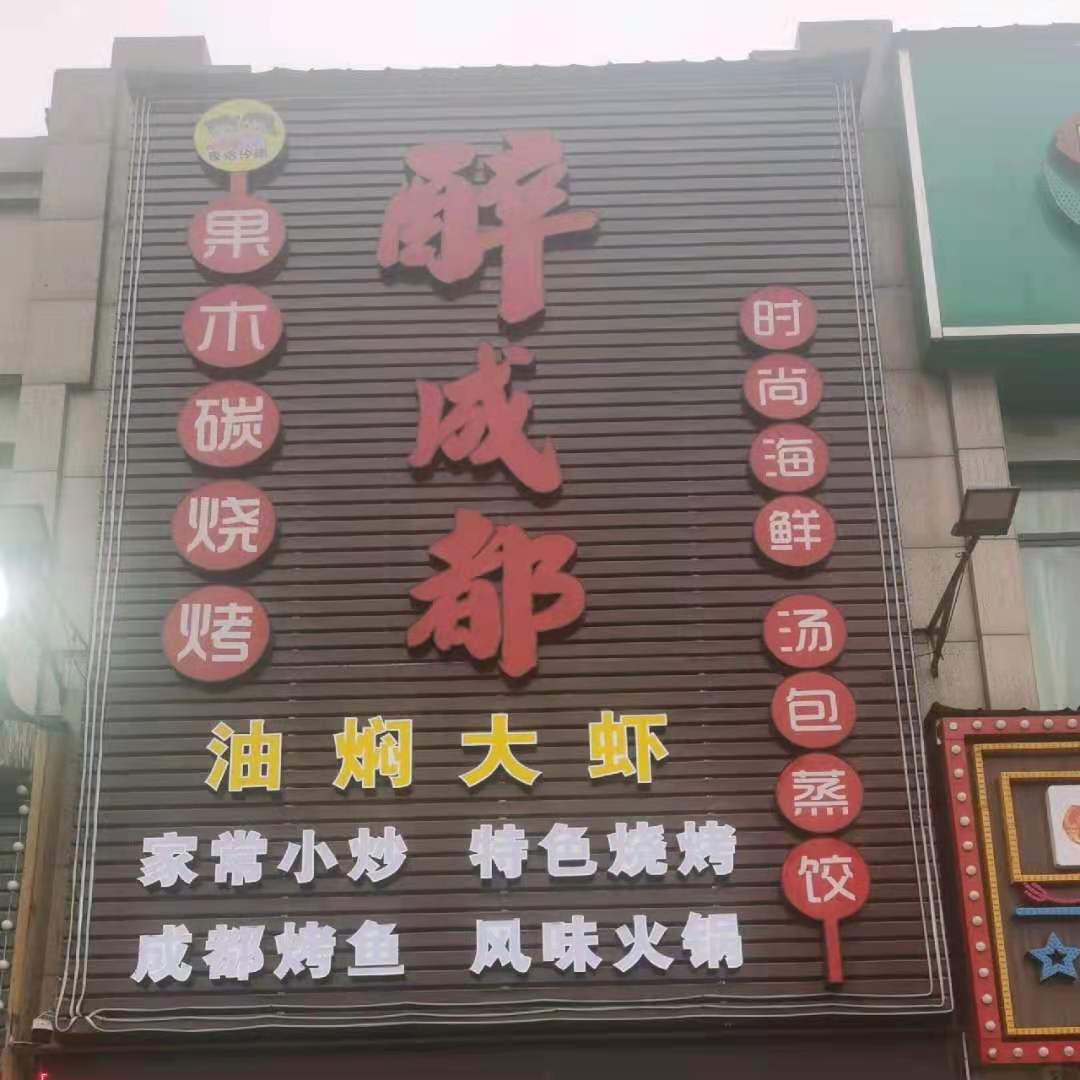 果木碳烧烤
醉成都
时尚海鲜
汤包蒸饺
油焖大虾
家常小炒 特色烧烤
成都烤鱼 风味火锅